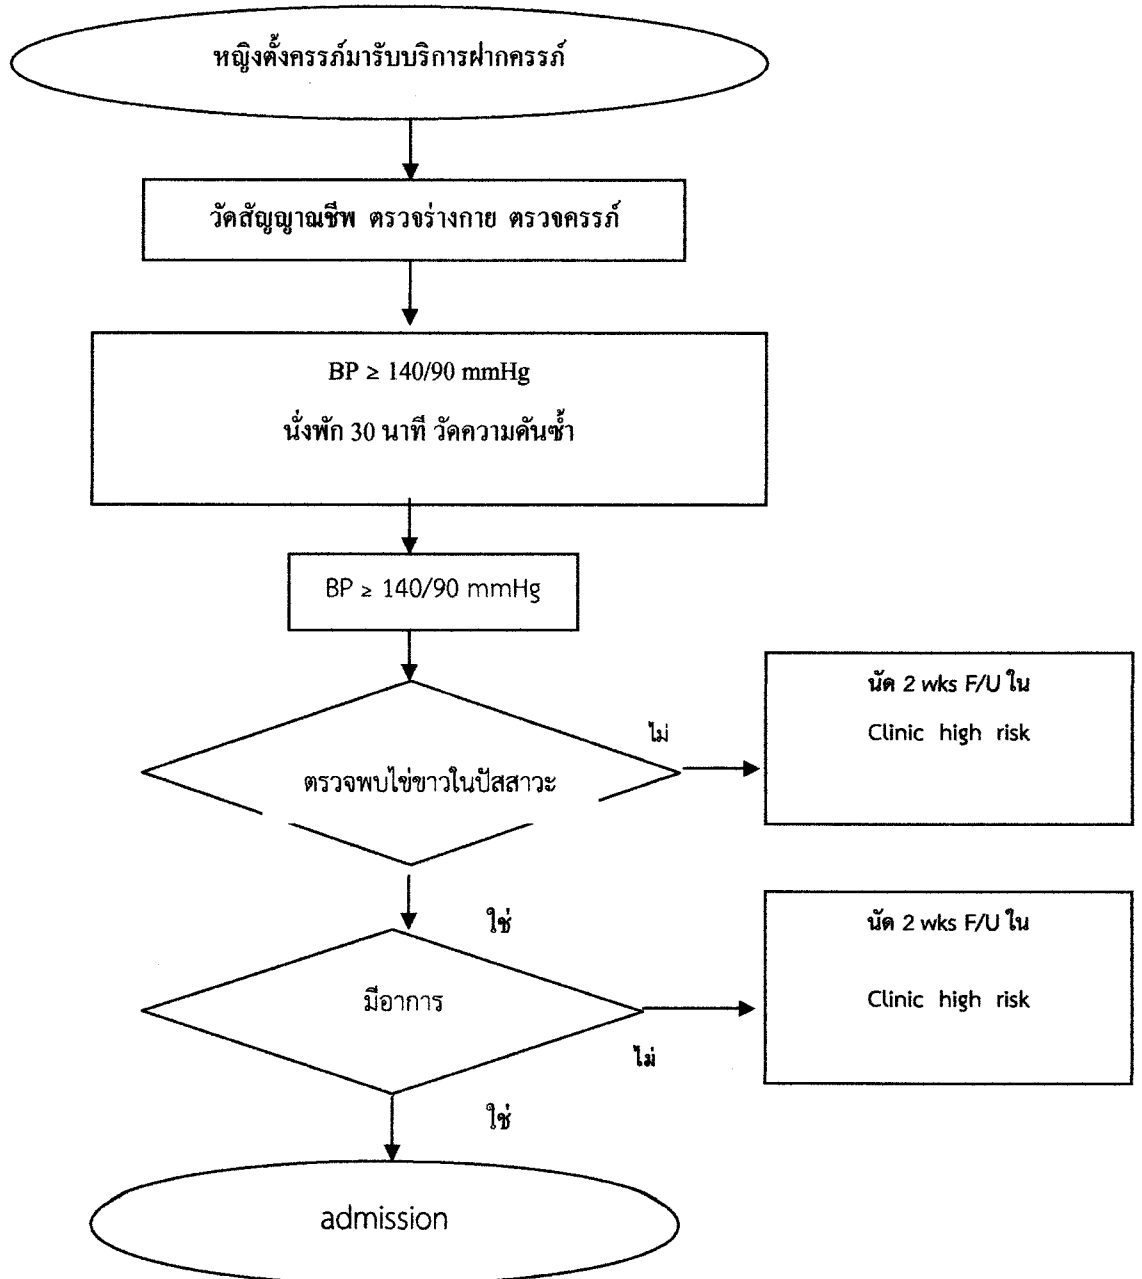 หญิงตั้งครรภ์มารับบริการฝากครรภ์
วัดสัญญาณชีพ ตรวจร่างกาย ตรวจครรภ์
BP ≥ 140/90 mmHg
นั่งพัก 30 นาที วัดความดันซ้ำ
BP ≥ 140/90 mmHg
ตรวจพบไข่ขาวในปัสสาวะ
ไม่
นัด 2 wks F/U ใน
Clinic high risk
ใช่
มีอาการ
ไม่
นัด 2 wks F/U ใน
Clinic high risk
ใช่
admission